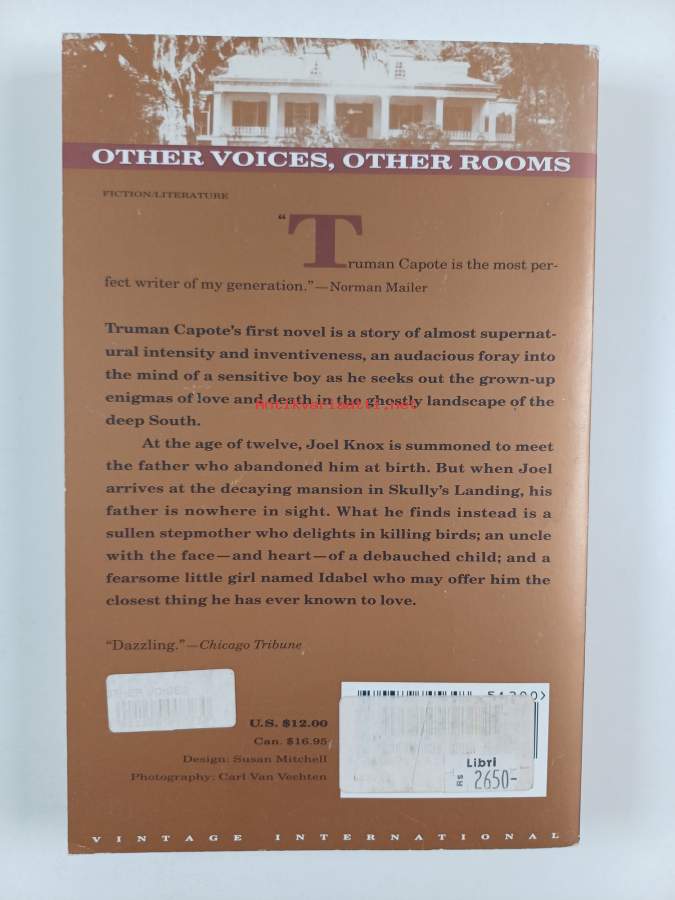 OTHER VOICES, OTHER ROOMS
FICTION/LITERATURE
“Truman Capote is the most per-
fect writer of my generation.”—Norman Mailer
Truman Capote’s first novel is a story of almost supernat-
ural intensity and inventiveness, an audacious foray into
the mind of a sensitive boy as he seeks out the grown-up
enigmas of love and death in the ghostly landscape of the
Antikvariaatti.net
deep South.
At the age of twelve, Joel Knox is summoned to meet
the father who abandoned him at birth. But when Joel
arrives at the decaying mansion in Skully’s Landing, his
father is nowhere in sight. What he finds instead is a
sullen stepmother who delights in killing birds; an uncle
with the face—and heart—of a debauched child; and a
fearsome little girl named Idabel who may offer him the
closest thing he has ever known to love.
“Dazzling.”—Chicago Tribune
U.S. $12.00
Can. $16.95
Design: Susan Mitchell
Photography: Carl Van Vechten
51200>
Libri
RS 2650-
VINTAGE INTERNATIONAL